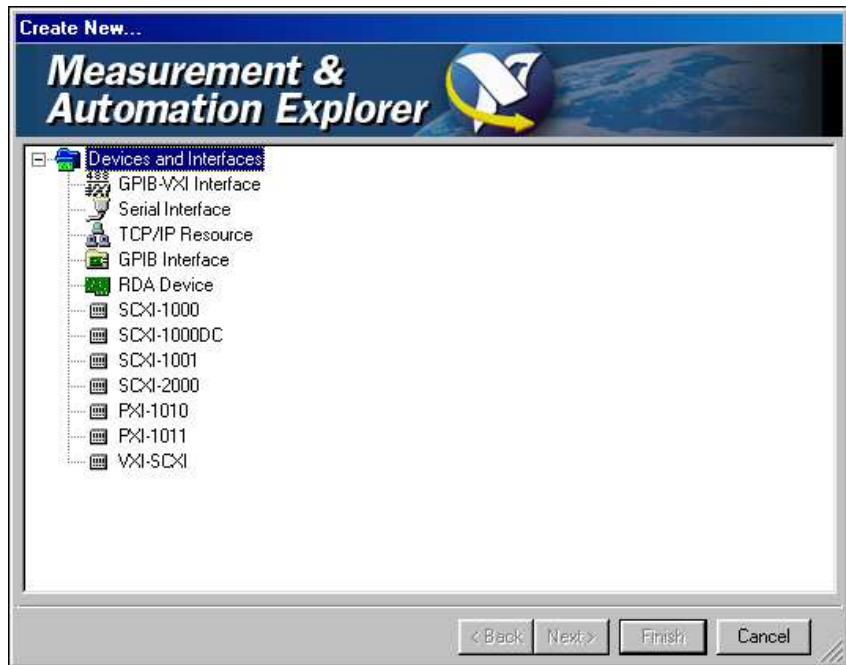 Create New...
Measurement &
Automation Explorer
Devices and Interfaces
GPIB-VXI Interface
Serial Interface
TCP/IP Resource
GPIB Interface
RDA Device
SCXI-1000
SCXI-1000DC
SCXI-1001
SCXI-2000
PXI-1010
PXI-1011
VXI-SCXI
< Back Next > Finish Cancel